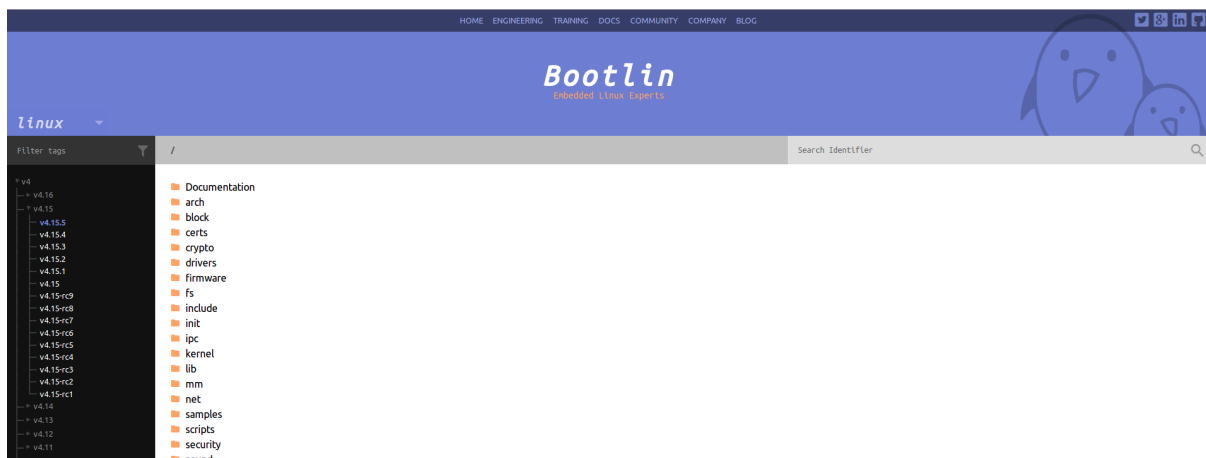 HOME ENGINEERING TRAINING DOCS COMMUNITY COMPANY BLOG
Bootlin
Embedded Linux Experts
linux
Filter tags
/
Search Identifier
v4
v4.16
v4.15
v4.15.5
v4.15.4
v4.15.3
v4.15.2
v4.15.1
v4.15
v4.15-rc9
v4.15-rc8
v4.15-rc7
v4.15-rc6
v4.15-rc5
v4.15-rc4
v4.15-rc3
v4.15-rc2
v4.15-rc1
v4.14
v4.13
v4.12
v4.11
Documentation
arch
block
certs
crypto
drivers
firmware
fs
include
init
ipc
kernel
lib
mm
net
samples
scripts
security